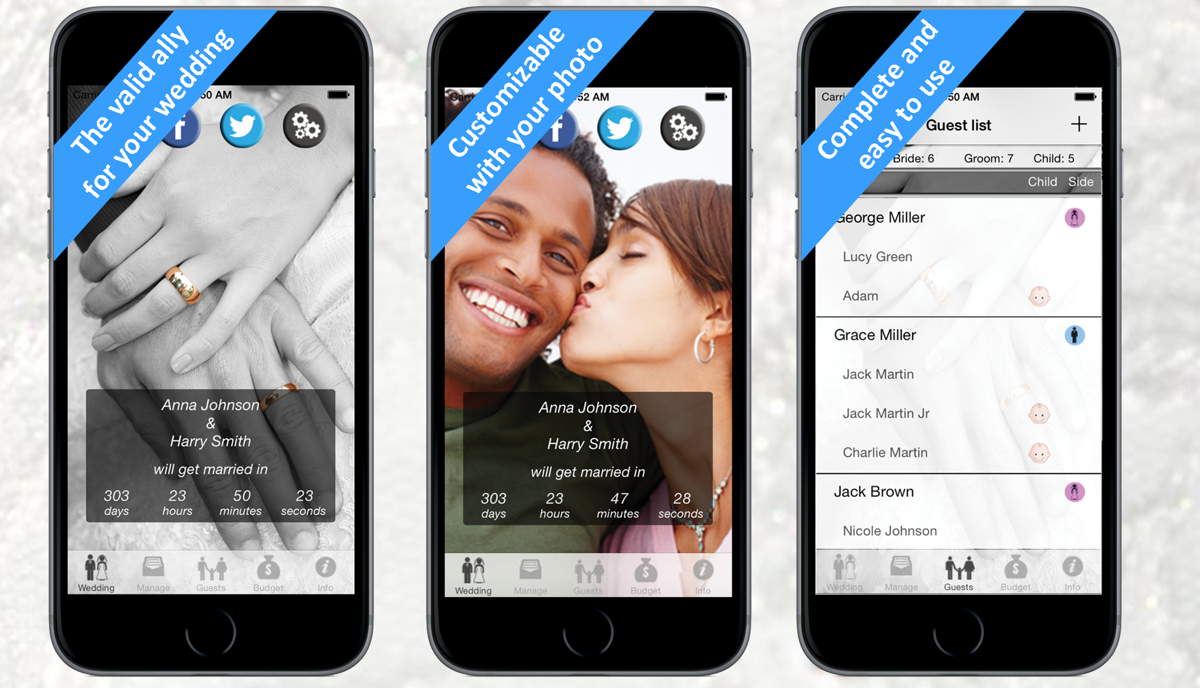 The valid ally
for your wedding
50 AM
f
Anna Johnson
&
Harry Smith
will get married in
303 23 50 23
days hours minutes seconds
Wedding Manage Guests Budget Info
Customizable
with your photo
52 AM
f
Anna Johnson
&
Harry Smith
will get married in
303 23 47 28
days hours minutes seconds
Wedding Manage Guests Budget Info
Complete and
easy to use
Carri
50 AM
Guest list +
Bride: 6 Groom: 7 Child: 5
Child Side
George Miller
Lucy Green
Adam
Grace Miller
Jack Martin
Jack Martin Jr
Charlie Martin
Jack Brown
Nicole Johnson
Wedding Manage Guests Budget Info